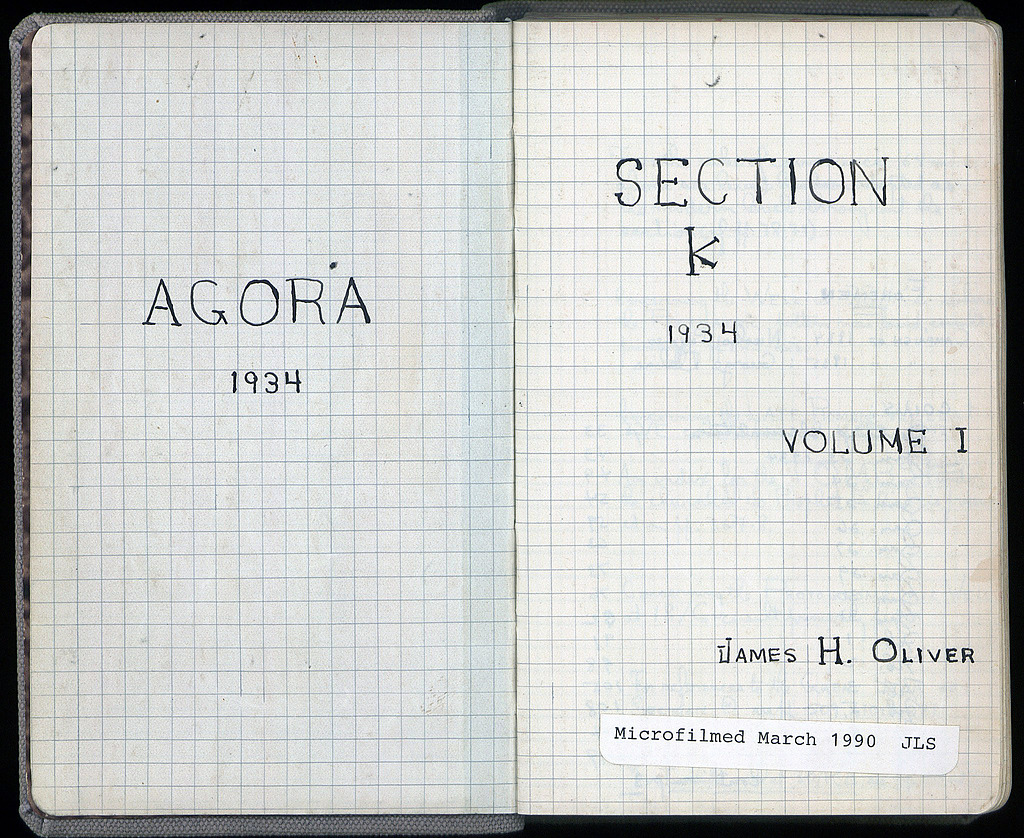 AGORA
1934
SECTION
K
1934
VOLUME I
JAMES H. OLIVER
Microfilmed March 1990 JLS